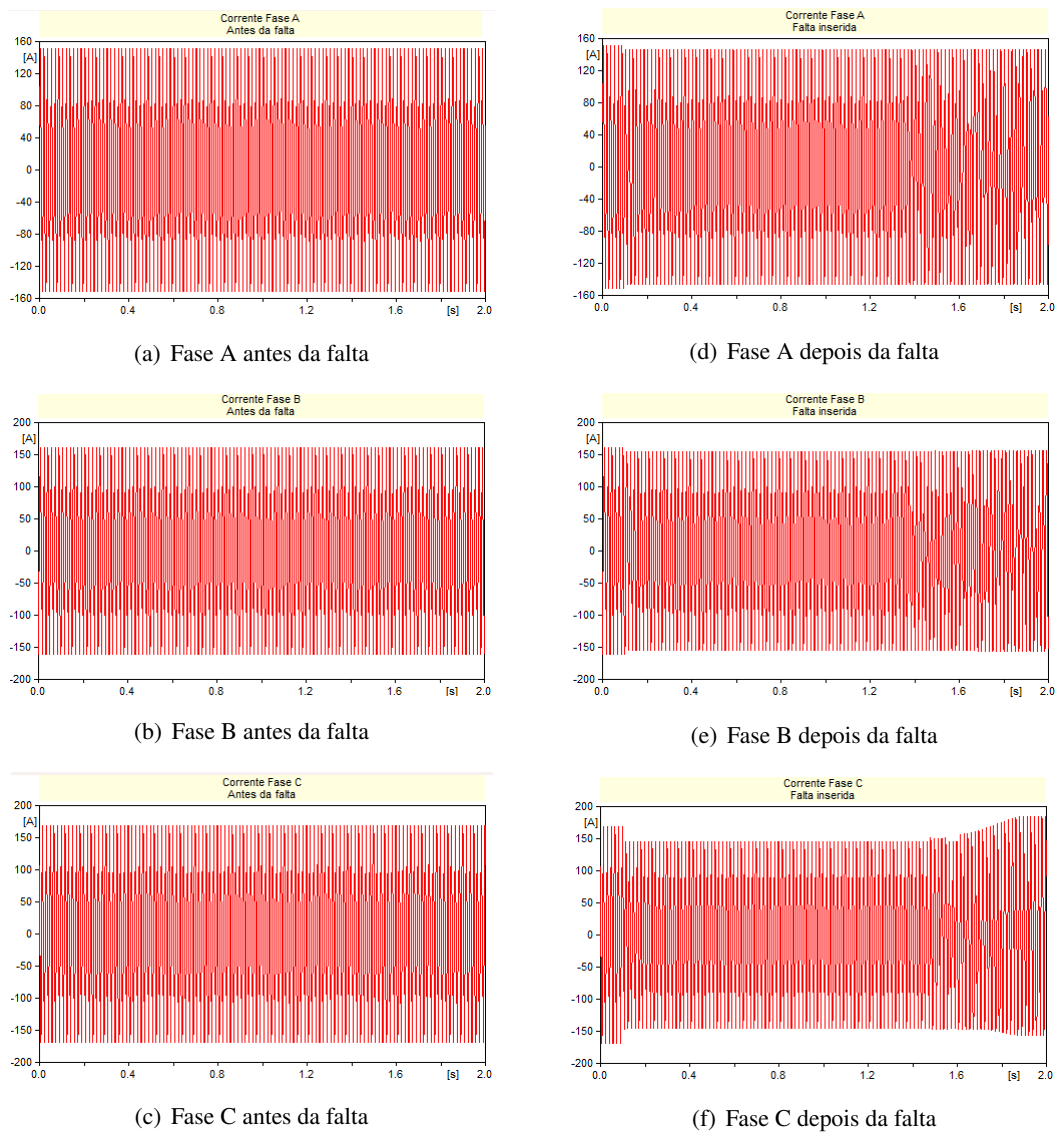 Corrente Fase A
Antes da falta
160
[A]
120
80
40
0
-40
-80
-120
-160
0.0 0.4 0.8 1.2 1.6 [s] 2.0
(a) Fase A antes da falta
Corrente Fase A
Falta inserida
160
[A]
120
80
40
0
-40
-80
-120
-160
0.0 0.4 0.8 1.2 1.6 [s] 2.0
(d) Fase A depois da falta
Corrente Fase B
Antes da falta
200
[A]
150
100
50
0
-50
-100
-150
-200
0.0 0.4 0.8 1.2 1.6 [s] 2.0
(b) Fase B antes da falta
Corrente Fase B
Falta inserida
200
[A]
150
100
50
0
-50
-100
-150
-200
0.0 0.4 0.8 1.2 1.6 [s] 2.0
(e) Fase B depois da falta
Corrente Fase C
Antes da falta
200
[A]
150
100
50
0
-50
-100
-150
-200
0.0 0.4 0.8 1.2 1.6 [s] 2.0
(c) Fase C antes da falta
Corrente Fase C
Falta inserida
200
[A]
150
100
50
0
-50
-100
-150
-200
0.0 0.4 0.8 1.2 1.6 [s] 2.0
(f) Fase C depois da falta